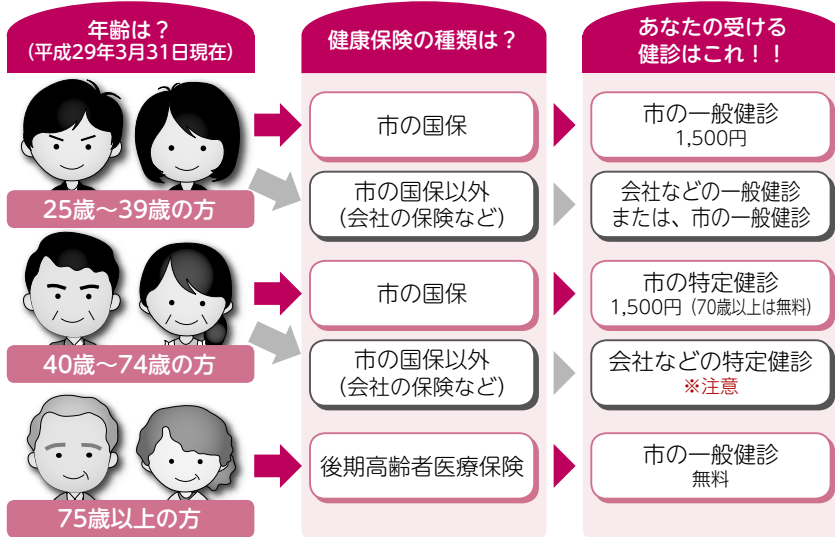 年齢は？
(平成29年3月31日現在)
健康保険の種類は？
あなたの受ける
健診はこれ！！
25歳～39歳の方
市の国保
市の一般健診
1,500円
市の国保以外
(会社の保険など)
会社などの一般健診
または、市の一般健診
40歳～74歳の方
市の国保
市の特定健診
1,500円（70歳以上は無料）
市の国保以外
(会社の保険など)
会社などの特定健診
※注意
75歳以上の方
後期高齢者医療保険
市の一般健診
無料